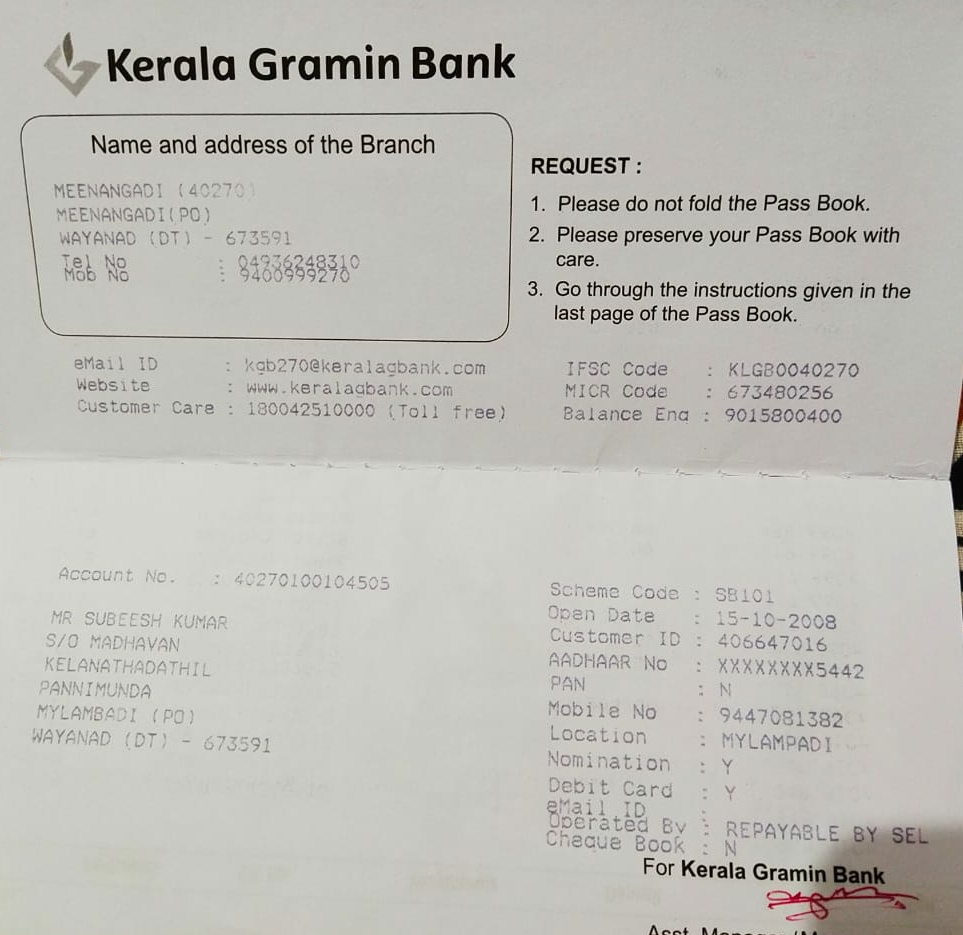 Kerala Gramin Bank
Name and address of the Branch
MEENANGADI (40270)
MEENANGADI(PO)
WAYANAD (DT) - 673591
Tel No : 04936248310
Mob No : 9400999270
REQUEST :
1. Please do not fold the Pass Book.
2. Please preserve your Pass Book with
care.
3. Go through the instructions given in the
last page of the Pass Book.
eMail ID : kgb270@keralagbank.com
Website : www.keralagbank.com
Customer Care : 180042510000 (Toll free)
IFSC Code : KLGB0040270
MICR Code : 673480256
Balance Enq : 9015800400
Account No. : 40270100104505
MR SUBEESH KUMAR
S/O MADHAVAN
KELANATHADATHIL
PANNIMUNDA
MYLAMBADI (PO)
WAYANAD (DT) - 673591
Scheme Code : SB101
Open Date : 15-10-2008
Customer ID : 406647016
AADHAAR No : XXXXXXXX5442
PAN : N
Mobile No : 9447081382
Location : MYLAMPADI
Nomination : Y
Debit Card : Y
eMail ID :
Operated By : REPAYABLE BY SEL
Cheque Book : N
For Kerala Gramin Bank